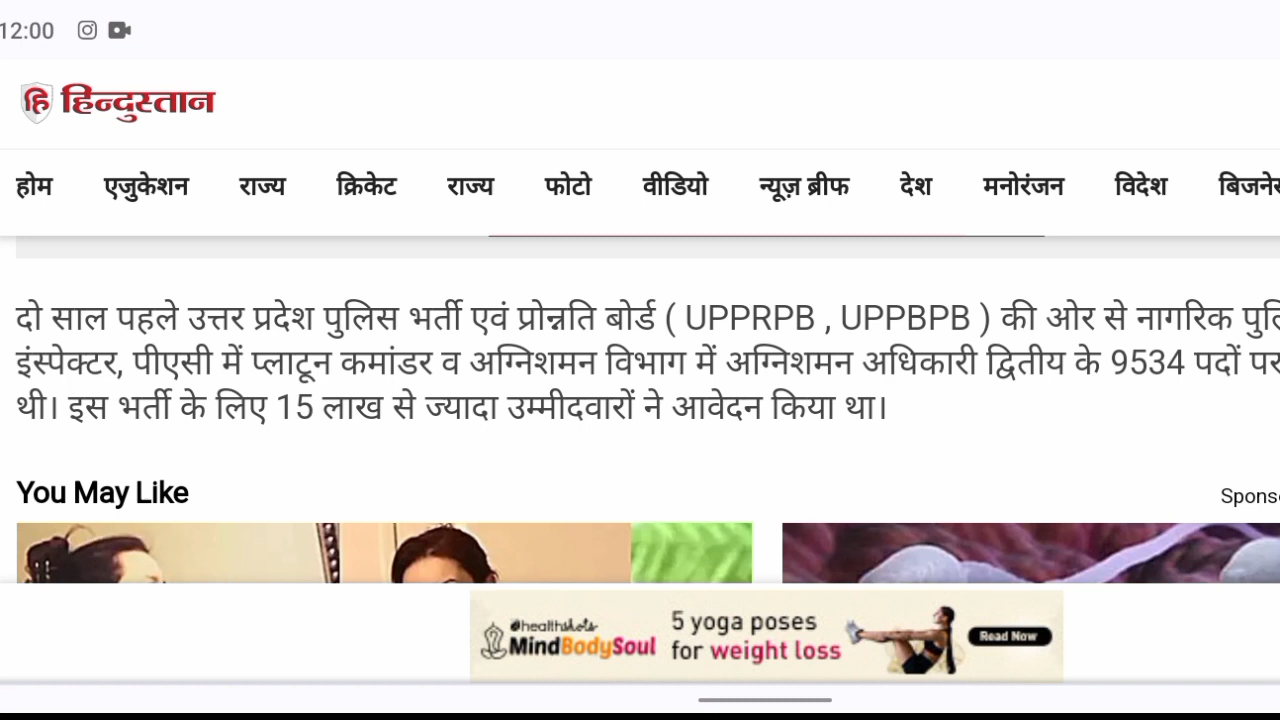 12:00
हि हिन्दुस्तान
होम एजुकेशन राज्य क्रिकेट राज्य फोटो वीडियो न्यूज़ ब्रीफ देश मनोरंजन विदेश
दो साल पहले उत्तर प्रदेश पुलिस भर्ती एवं प्रोन्नति बोर्ड ( UPPRPB , UPPBPB ) की ओर से नागरिक
इंस्पेक्टर, पीएसी में प्लाटून कमांडर व अग्निशमन विभाग में अग्निशमन अधिकारी द्वितीय के 9534 पदों पर
थी। इस भर्ती के लिए 15 लाख से ज्यादा उम्मीदवारों ने आवेदन किया था।
You May Like
healthshots
MindBodySoul
5 yoga poses
for weight loss
Read Now